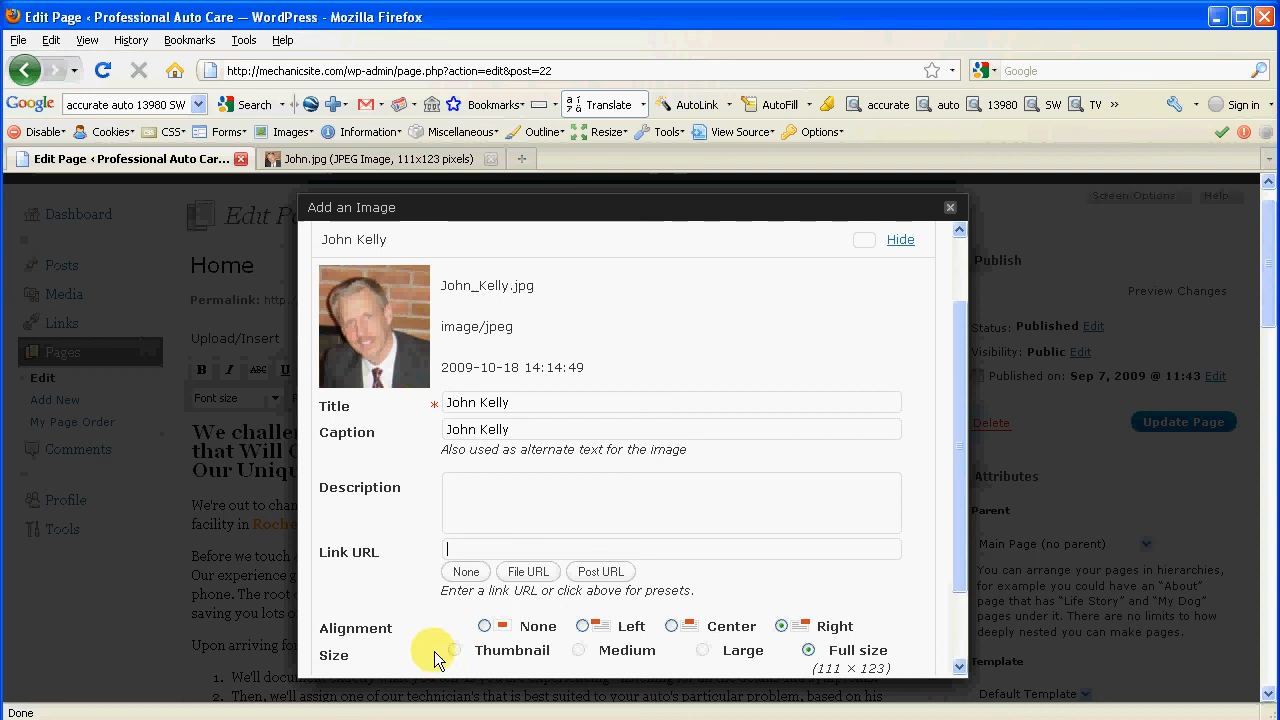 Edit Page ‹ Professional Auto Care — WordPress - Mozilla Firefox
File Edit View History Bookmarks Tools Help
http://mechanicsite.com/wp-admin/page.php?action=edit&post=22
Google
Google accurate auto 13980 SW Search Bookmarks Translate AutoLink AutoFill accurate auto 13980 SW TV » Sign in
Disable Cookies CSS Forms Images Information Miscellaneous Outline Resize Tools View Source Options
Edit Page ‹ Professional Auto Car... John.jpg (JPEG Image, 111x123 pixels)
Screen Options Help
Dashboard
Posts
Media
Links
Pages
Edit
Add New
My Page Order
Comments
Profile
Tools
Edit P
Home
Permalink: http:/
Upload/Insert
B I ABC U
Font size
We challe
that Will
Our Uniqu
We're out to chan
facility in Roche
Before we touch
Our experience g
phone. The
saving you lots o
Upon arriving fo
2. Then, we'll assign one of our technician's that is best suited to your auto's particular problem, based on his
Add an Image
John Kelly Hide
John_Kelly.jpg
image/jpeg
2009-10-18 14:14:49
Title * John Kelly
Caption John Kelly
Also used as alternate text for the image
Description
Link URL
None File URL Post URL
Enter a link URL or click above for presets.
Alignment None Left Center Right
Size Thumbnail Medium Large Full size
(111 × 123)
Publish
Preview Changes
Status: Published Edit
Visibility: Public Edit
Published on: Sep 7, 2009 @ 11:43 Edit
Delete Update Page
Attributes
Parent
Main Page (no parent)
You can arrange your pages in hierarchies,
for example you could have an “About”
page that has “Life Story” and “My Dog”
pages under it. There are no limits to how
deeply nested you can make pages.
Template
Default Template
Done